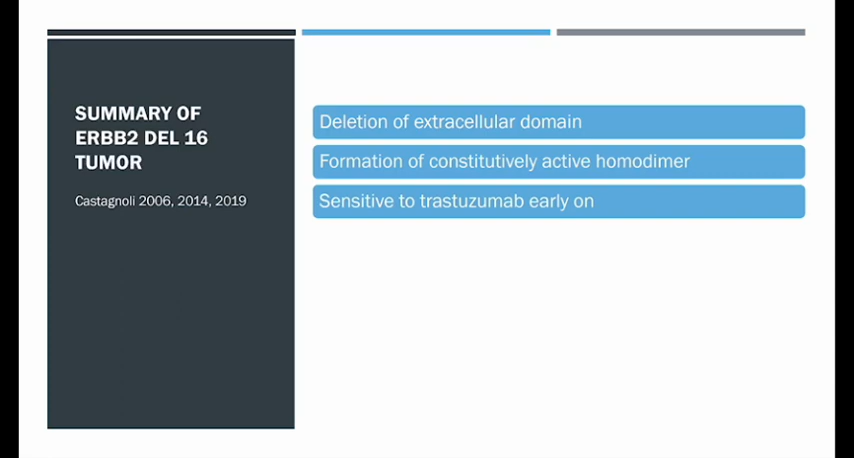 SUMMARY OF
ERBB2 DEL 16
TUMOR
Castagnoli 2006, 2014, 2019
Deletion of extracellular domain
Formation of constitutively active homodimer
Sensitive to trastuzumab early on